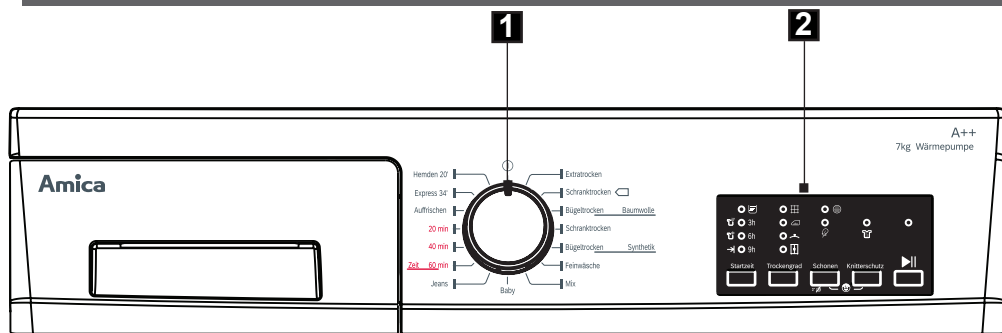 1
2
A++
7kg Wärmepumpe
Amica
Hemden 20'
Express 34'
Auffrischen
20 min
40 min
Zeit 60 min
Jeans
Baby
Extratrocken
Schranktrocken
Bügeltrocken Baumwolle
Schranktrocken
Bügeltrocken Synthetik
Feinwäsche
Mix
3h
6h
9h
Startzeit Trockengrad Schonen Knitterschutz